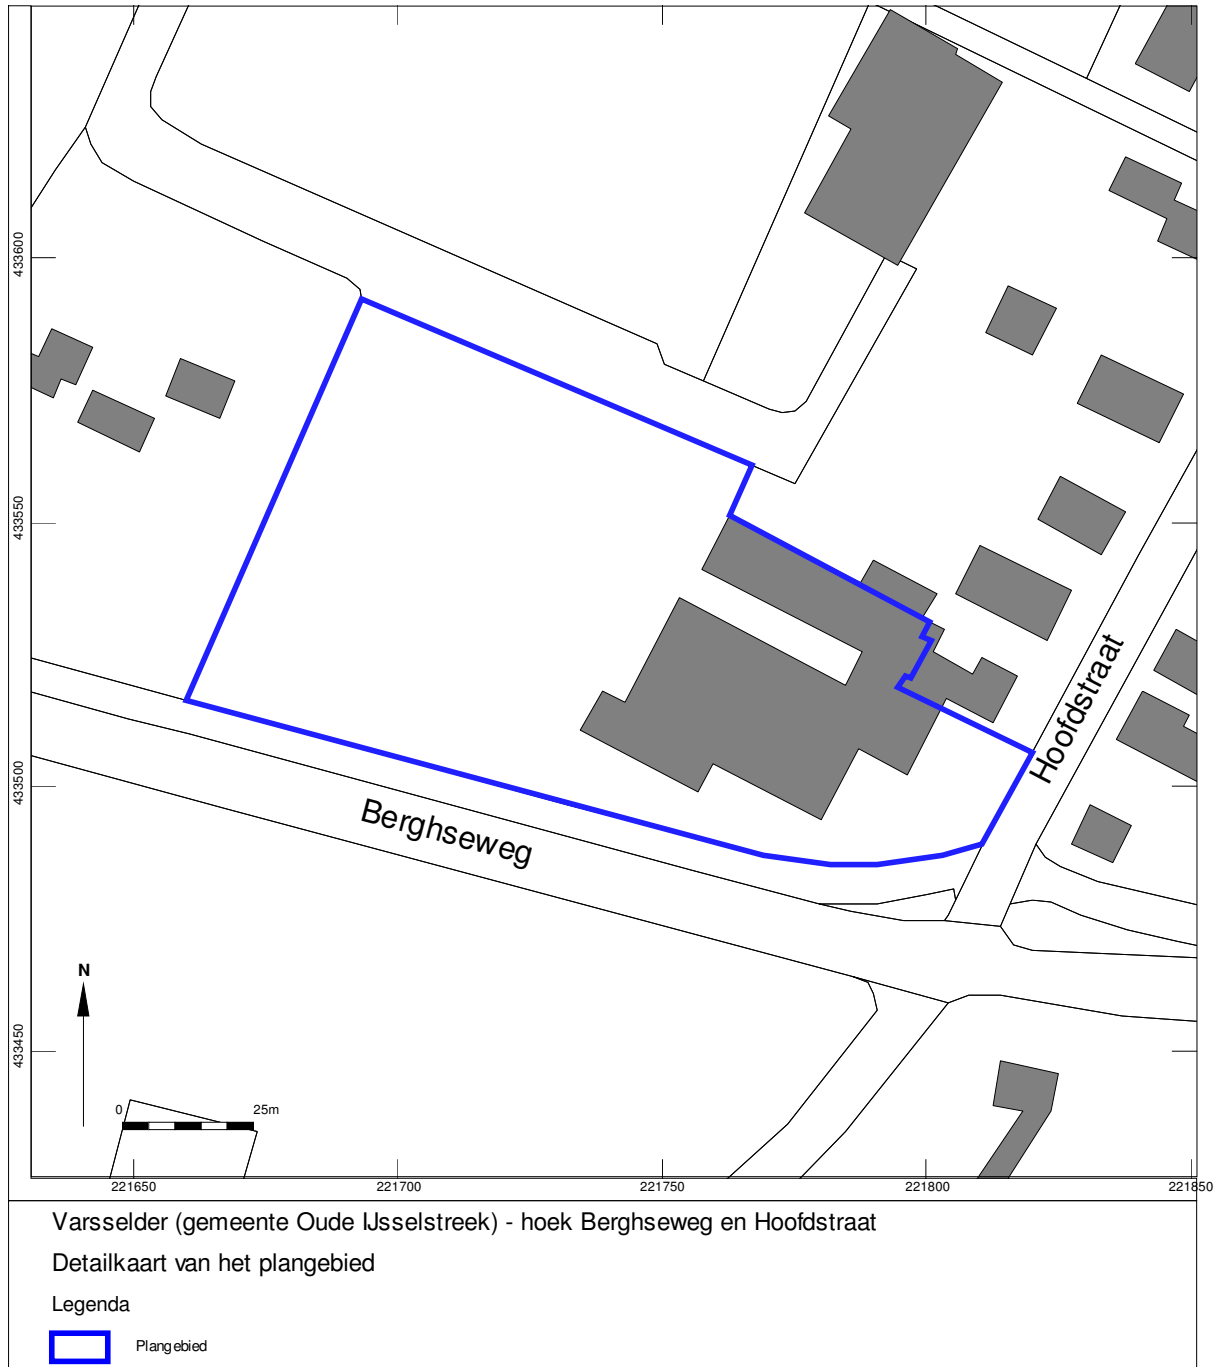 433600
433550
433500
433450
Hoofdstraat
Berghseweg
N
0 25m
221650 221700 221750 221800 221850
Varsselder (gemeente Oude IJsselstreek) - hoek Berghseweg en Hoofdstraat
Detailkaart van het plangebied
Legenda
Plangebied